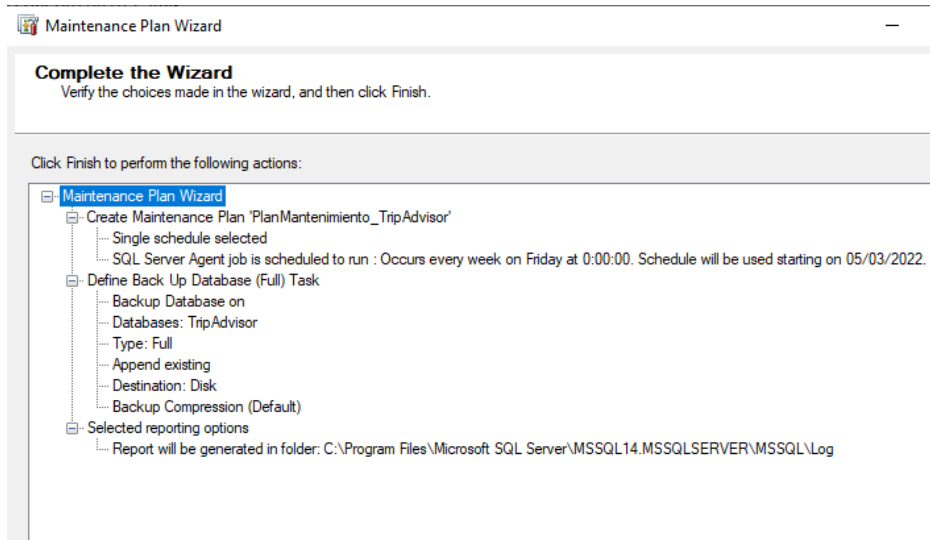 Maintenance Plan Wizard
Complete the Wizard
Verify the choices made in the wizard, and then click Finish.
Click Finish to perform the following actions:
Maintenance Plan Wizard
Create Maintenance Plan 'PlanMantenimiento_TripAdvisor'
Single schedule selected
SQL Server Agent job is scheduled to run : Occurs every week on Friday at 0:00:00. Schedule will be used starting on 05/03/2022.
Define Back Up Database (Full) Task
Backup Database on
Databases: TripAdvisor
Type: Full
Append existing
Destination: Disk
Backup Compression (Default)
Selected reporting options
Report will be generated in folder: C:\Program Files\Microsoft SQL Server\MSSQL14.MSSQLSERVER\MSSQL\Log